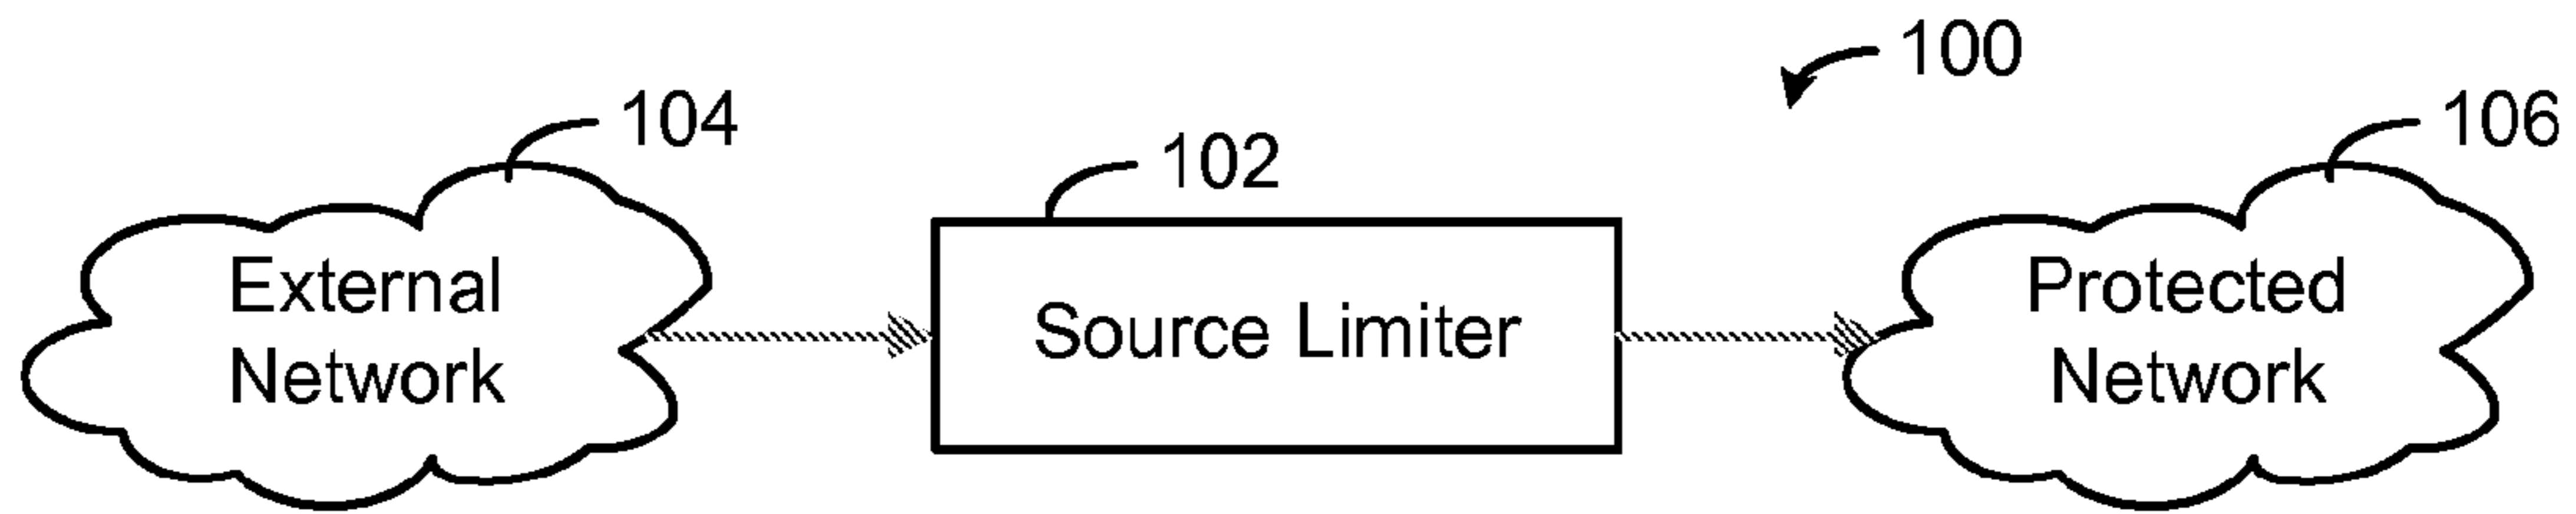 100
104
106
102
External
Network
Source Limiter
Protected
Network